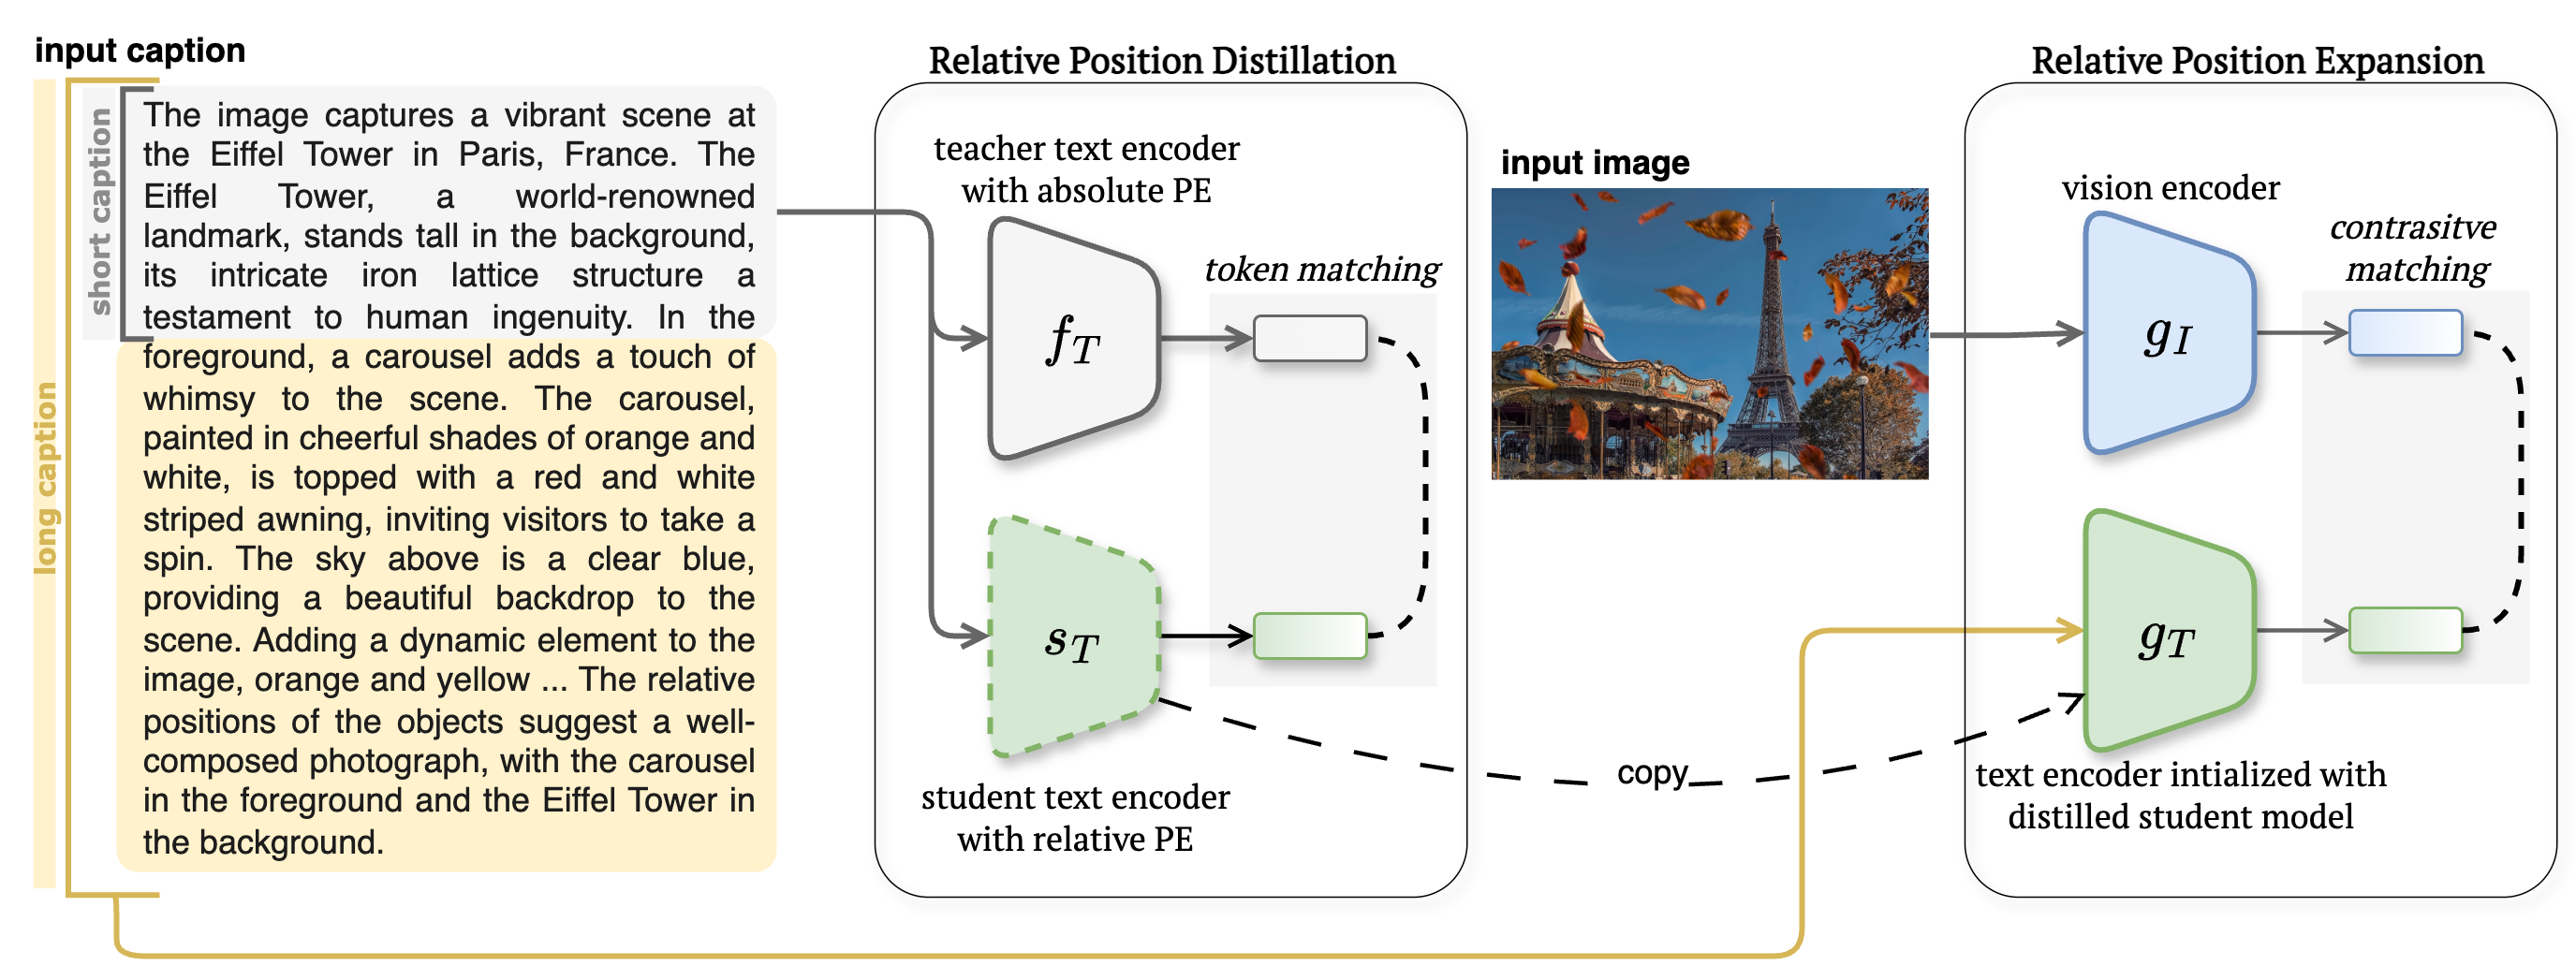 input caption
short caption
long caption
The image captures a vibrant scene at
the Eiffel Tower in Paris, France. The
Eiffel Tower, a world-renowned
landmark, stands tall in the background,
its intricate iron lattice structure a
testament to human ingenuity. In the
foreground, a carousel adds a touch of
whimsy to the scene. The carousel,
painted in cheerful shades of orange and
white, is topped with a red and white
striped awning, inviting visitors to take a
spin. The sky above is a clear blue,
providing a beautiful backdrop to the
scene. Adding a dynamic element to the
image, orange and yellow ... The relative
positions of the objects suggest a well-
composed photograph, with the carousel
in the foreground and the Eiffel Tower in
the background.
Relative Position Distillation
teacher text encoder
with absolute PE
f_T
token matching
s_T
student text encoder
with relative PE
copy
input image
Relative Position Expansion
vision encoder
g_I
contrasitve
matching
g_T
text encoder intialized with
distilled student model